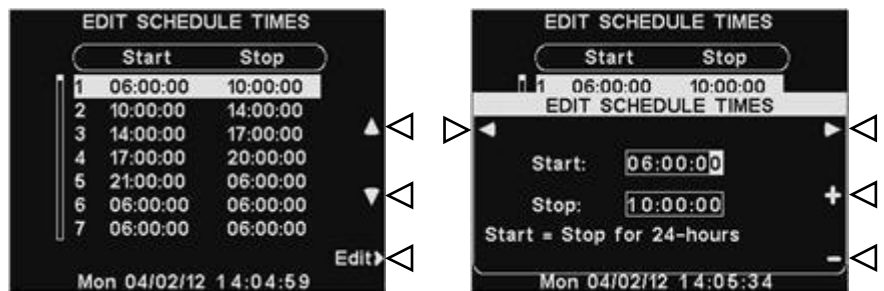 EDIT SCHEDULE TIMES
Start Stop
1 06:00:00 10:00:00
2 10:00:00 14:00:00
3 14:00:00 17:00:00
4 17:00:00 20:00:00
5 21:00:00 06:00:00
6 06:00:00 06:00:00
7 06:00:00 06:00:00
Edit
Mon 04/02/12 14:04:59
EDIT SCHEDULE TIMES
Start Stop
1 06:00:00 10:00:00
EDIT SCHEDULE TIMES
Start: 06:00:00
+
Stop: 10:00:00
Start = Stop for 24-hours
-
Mon 04/02/12 14:05:34